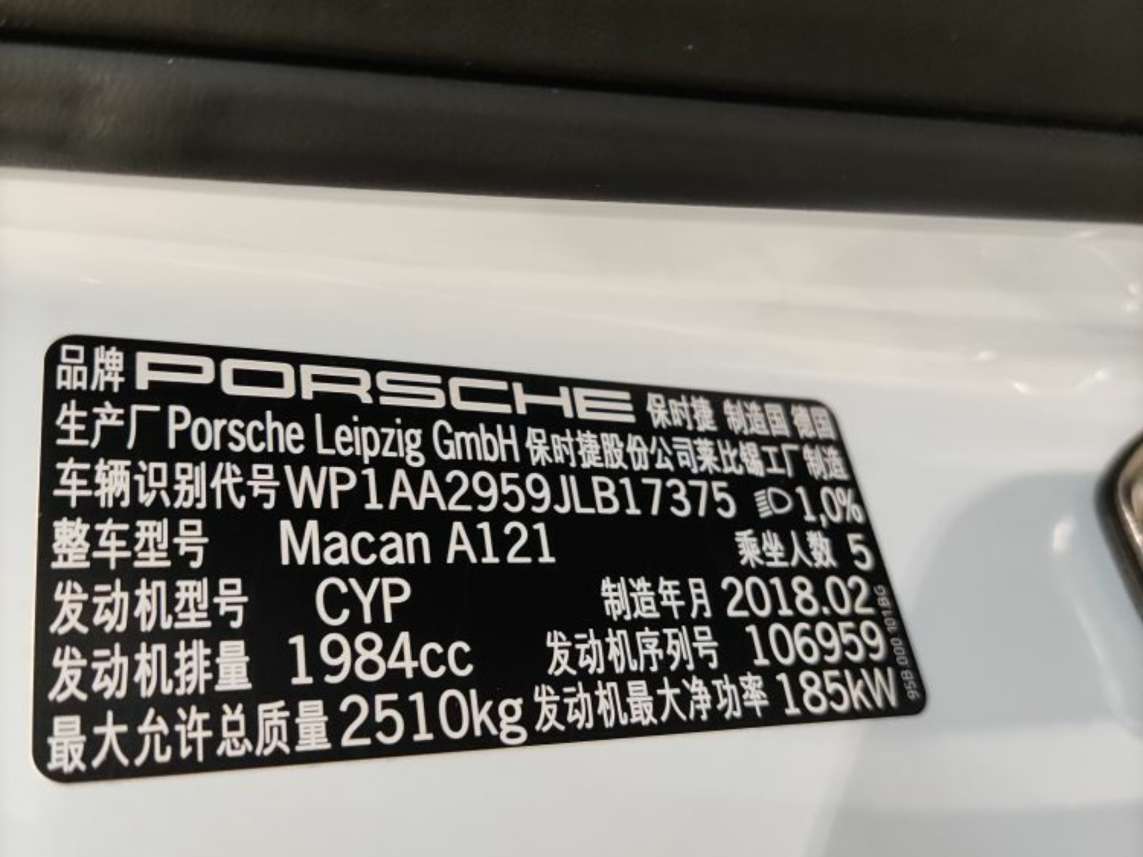 品牌 PORSCHE 保时捷 制造国 德国
生产厂 Porsche Leipzig GmbH 保时捷股份公司莱比锡工厂制造
车辆识别代号 WP1AA2959JLB17375 1,0%
整车型号 Macan A121 乘坐人数 5
发动机型号 CYP 制造年月 2018.02
发动机排量 1984cc 发动机序列号 106959
最大允许总质量 2510kg 发动机最大净功率 185kW
95B 000 101 BG